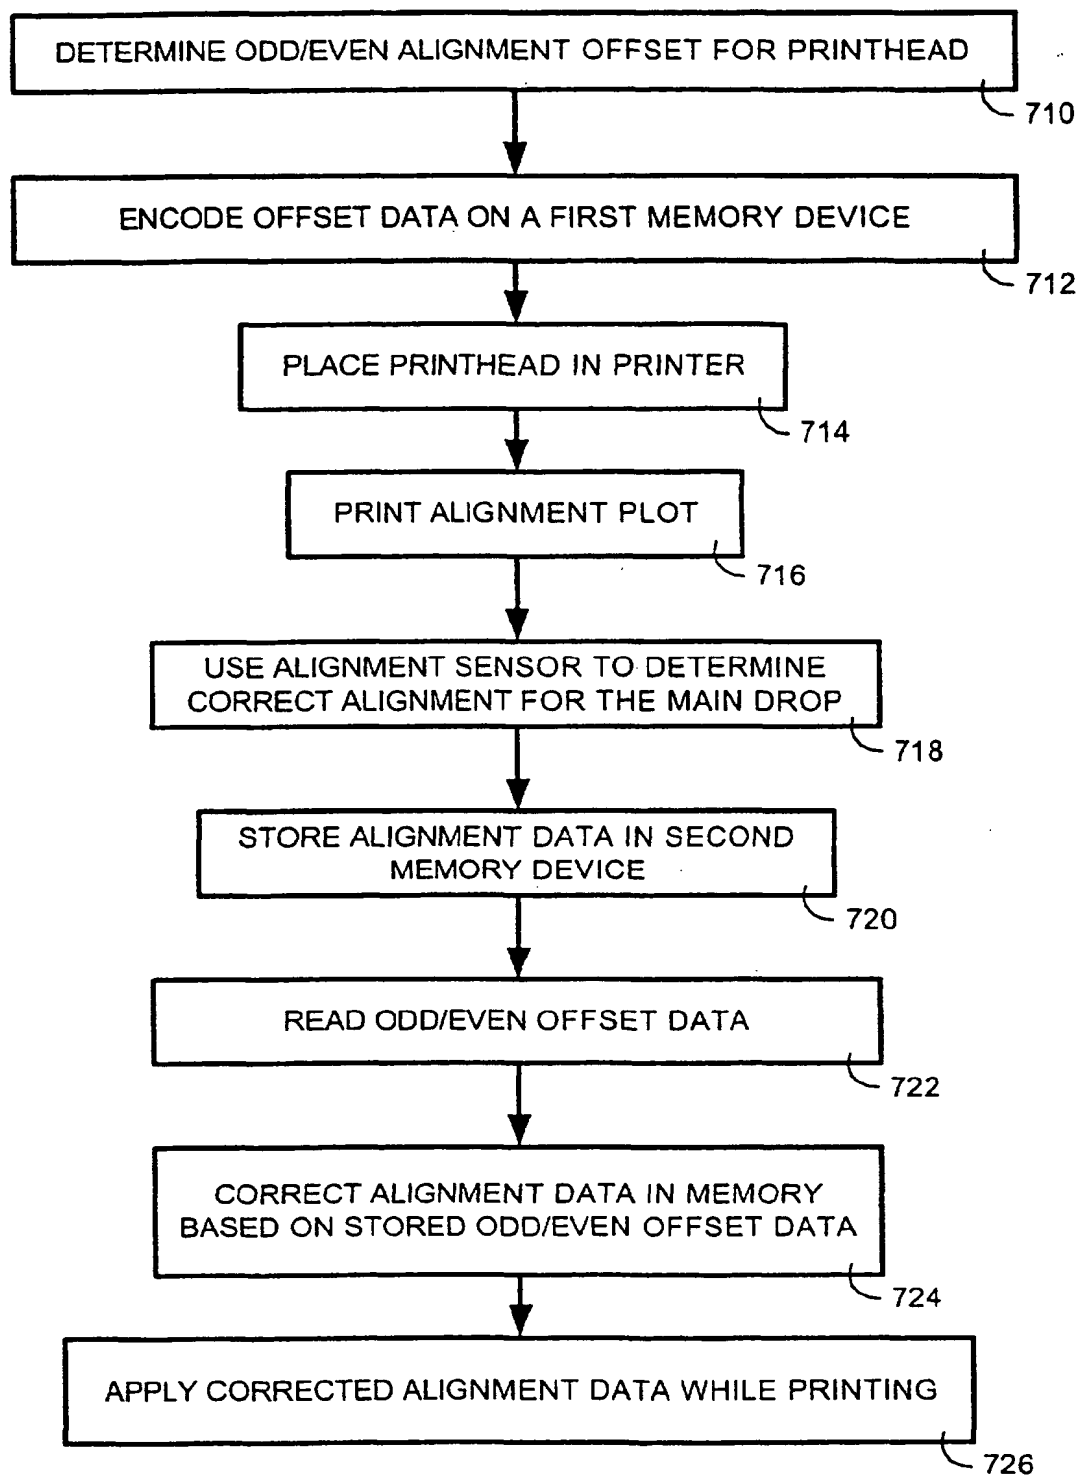 DETERMINE ODD/EVEN ALIGNMENT OFFSET FOR PRINTHEAD
710
ENCODE OFFSET DATA ON A FIRST MEMORY DEVICE
712
PLACE PRINTHEAD IN PRINTER
714
PRINT ALIGNMENT PLOT
716
USE ALIGNMENT SENSOR TO DETERMINE
CORRECT ALIGNMENT FOR THE MAIN DROP
718
STORE ALIGNMENT DATA IN SECOND
MEMORY DEVICE
720
READ ODD/EVEN OFFSET DATA
722
CORRECT ALIGNMENT DATA IN MEMORY
BASED ON STORED ODD/EVEN OFFSET DATA
724
APPLY CORRECTED ALIGNMENT DATA WHILE PRINTING
726